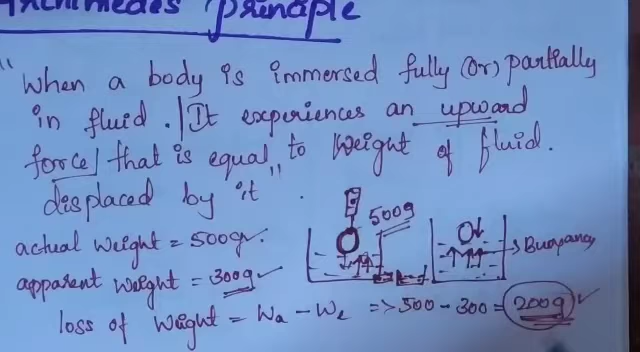 Archimedes' principle
"When a body is immersed fully (or) partially
in fluid. It experiences an upward
force that is equal to weight of fluid.
displaced by it".
500g
actual weight = 500g.
Buoyancy
apparent weight = 300g
loss of weight = Wa - We => 500 - 300 = 200g